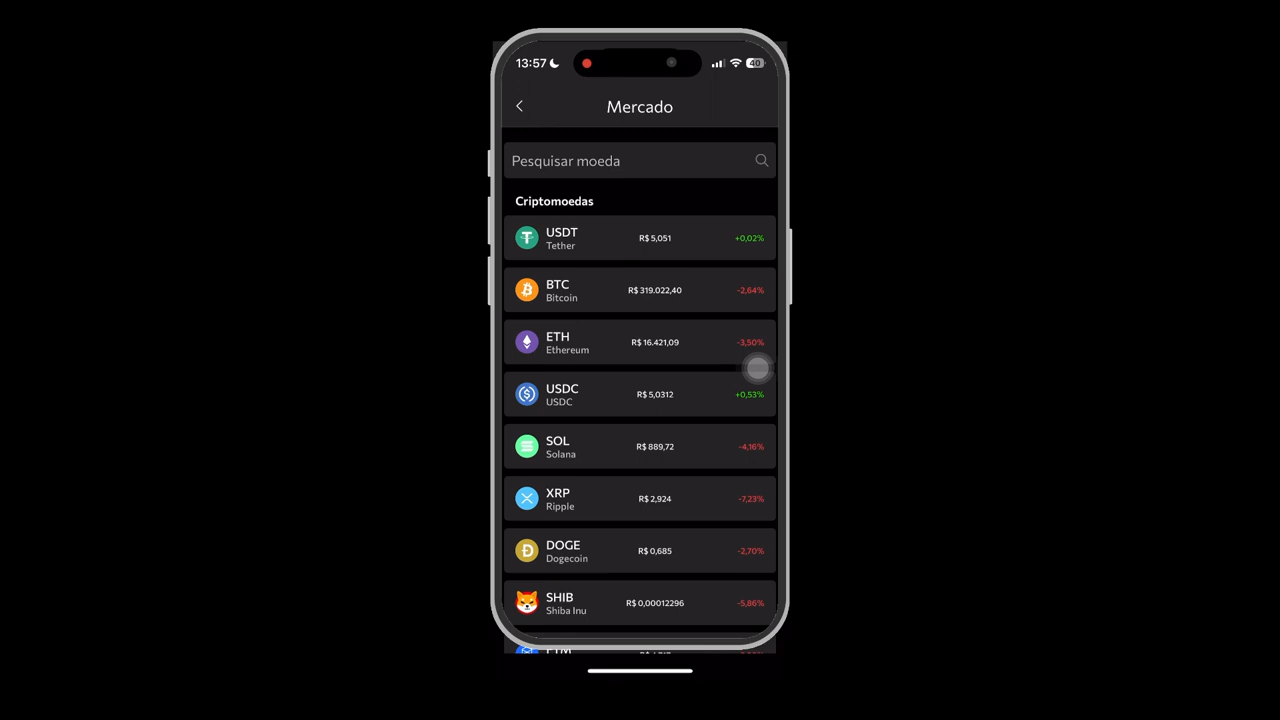 13:57
40
Mercado
Pesquisar moeda
Criptomoedas
USDT
Tether
R$ 5,051
+0,02%
BTC
Bitcoin
R$ 319.022,40
-2,64%
ETH
Ethereum
R$ 16.421,09
-3,50%
USDC
USDC
R$ 5,0312
+0,53%
SOL
Solana
R$ 889,72
-4,16%
XRP
Ripple
R$ 2,924
-7,23%
DOGE
Dogecoin
R$ 0,685
-2,70%
SHIB
Shiba Inu
R$ 0,00012296
-5,86%
FTM